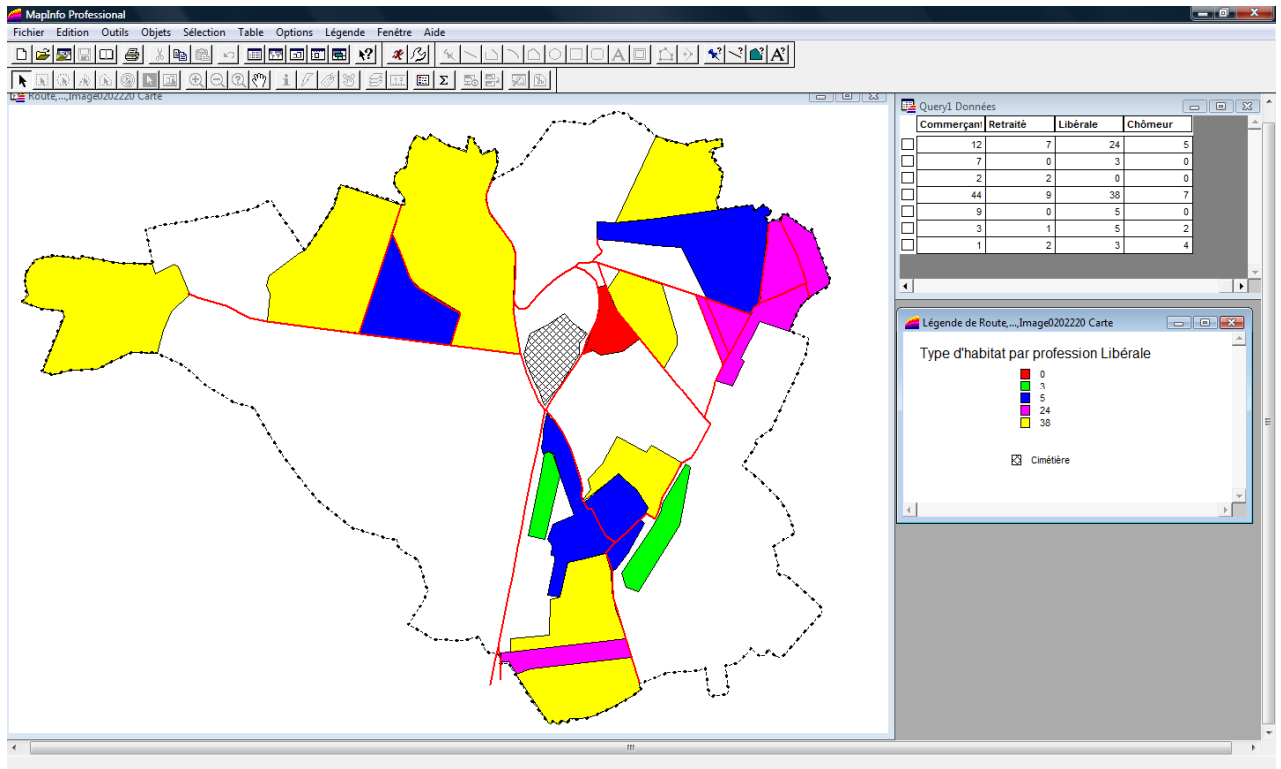 MapInfo Professional
Fichier Edition Outils Objets Sélection Table Options Légende Fenêtre Aide
Route,...,Image0202220 Carte
Query1 Données
Commerçant Retraité Libérale Chômeur
12 7 24 5
7 0 3 0
2 2 0 0
44 9 38 7
9 0 5 0
3 1 5 2
1 2 3 4
Légende de Route,...,Image0202220 Carte
Type d'habitat par profession Libérale
0
3
5
24
38
Cimétière